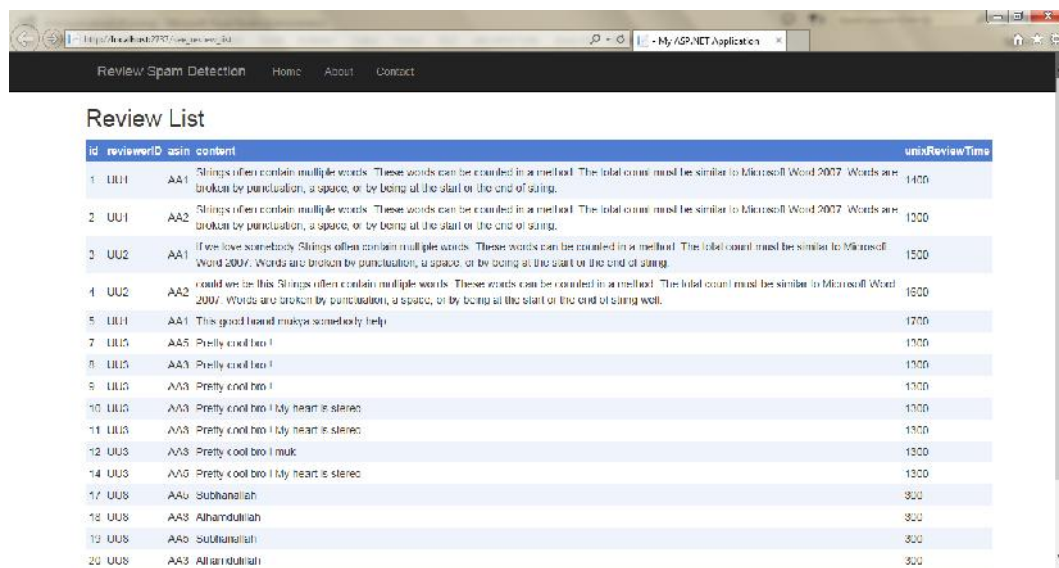 http://localhost:2737/see_review_list
- My ASP.NET Application
Review Spam Detection Home About Contact
Review List
id reviewerID asin content unixReviewTime
1 UU1 AA1 Strings often contain multiple words. These words can be counted in a method. The total count must be similar to Microsoft Word 2007. Words are
broken by punctuation, a space, or by being at the start or the end of string. 1400
2 UU1 AA2 Strings often contain multiple words. These words can be counted in a method. The total count must be similar to Microsoft Word 2007. Words are
broken by punctuation, a space, or by being at the start or the end of string. 1300
3 UU2 AA1 If we love somebody Strings often contain multiple words. These words can be counted in a method. The total count must be similar to Microsoft
Word 2007. Words are broken by punctuation, a space, or by being at the start or the end of string. 1500
4 UU2 AA2 could we be this Strings often contain multiple words. These words can be counted in a method. The total count must be similar to Microsoft Word
2007. Words are broken by punctuation, a space, or by being at the start or the end of string well. 1600
5 UU1 AA1 This good brand mukya somebody help 1700
7 UU3 AA5 Pretty cool bro ! 1300
8 UU3 AA3 Pretty cool bro ! 1300
9 UU3 AA3 Pretty cool bro ! 1300
10 UU3 AA3 Pretty cool bro ! My heart is stereo 1300
11 UU3 AA3 Pretty cool bro ! My heart is stereo 1300
12 UU3 AA3 Pretty cool bro ! muk 1300
14 UU3 AA5 Pretty cool bro ! My heart is stereo 1300
17 UU8 AA5 Subhanallah 300
18 UU8 AA3 Alhamdulillah 300
19 UU8 AA5 Subhanallah 300
20 UU8 AA3 Alhamdulillah 300